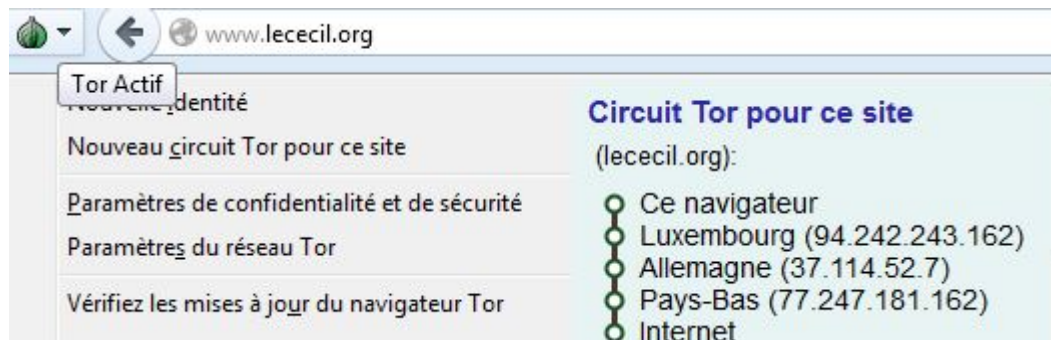 www.lececil.org
Tor Actif
identité
Nouveau circuit Tor pour ce site
Paramètres de confidentialité et de sécurité
Paramètres du réseau Tor
Vérifiez les mises à jour du navigateur Tor
Circuit Tor pour ce site
(lececil.org):
Ce navigateur
Luxembourg (94.242.243.162)
Allemagne (37.114.52.7)
Pays-Bas (77.247.181.162)
Internet